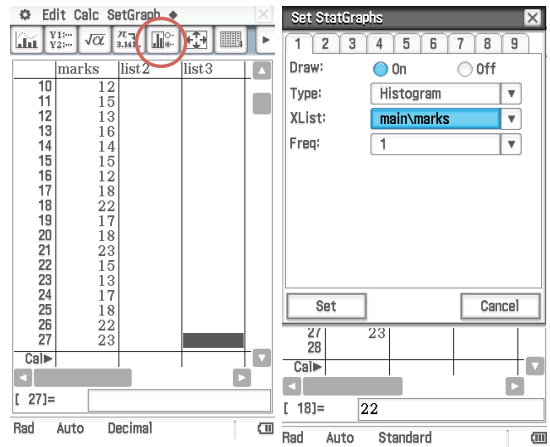 Edit Calc SetGraph ◆
Y1:··· Y2:··· √α
marks list2 list3
10 12
11 15
12 13
13 16
14 14
15 15
16 12
17 18
18 22
19 17
20 18
21 23
22 15
23 13
24 17
25 18
26 22
27 23
Cal▶
[ 27]=
Rad Auto Decimal
Set StatGraphs
1 2 3 4 5 6 7 8 9
Draw: On Off
Type: Histogram
XList: main\marks
Freq: 1
Set Cancel
27 23
28
Cal▶
[ 18]= 22
Rad Auto Standard